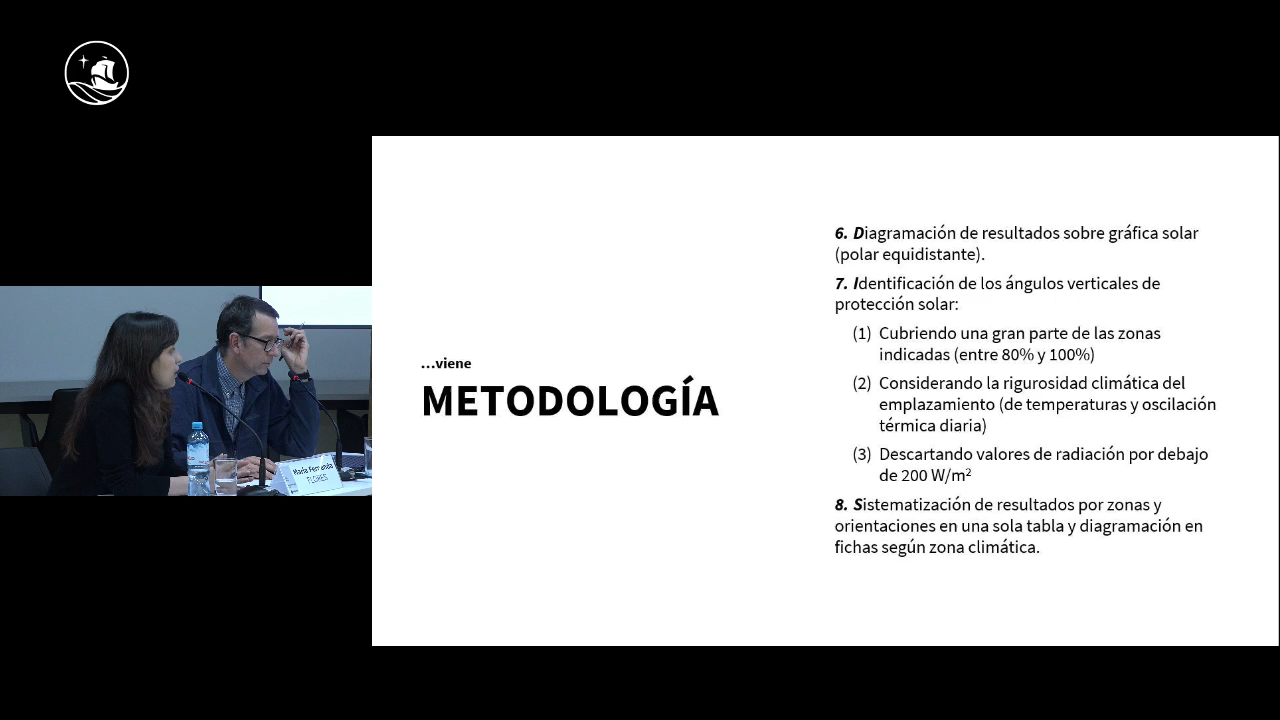 ...viene
METODOLOGÍA
6. Diagramación de resultados sobre gráfica solar
(polar equidistante).
7. Identificación de los ángulos verticales de
protección solar:
(1) Cubriendo una gran parte de las zonas
indicadas (entre 80% y 100%)
(2) Considerando la rigurosidad climática del
emplazamiento (de temperaturas y oscilación
térmica diaria)
(3) Descartando valores de radiación por debajo
de 200 W/m²
8. Sistematización de resultados por zonas y
orientaciones en una sola tabla y diagramación en
fichas según zona climática.
María Fernanda
FLORES